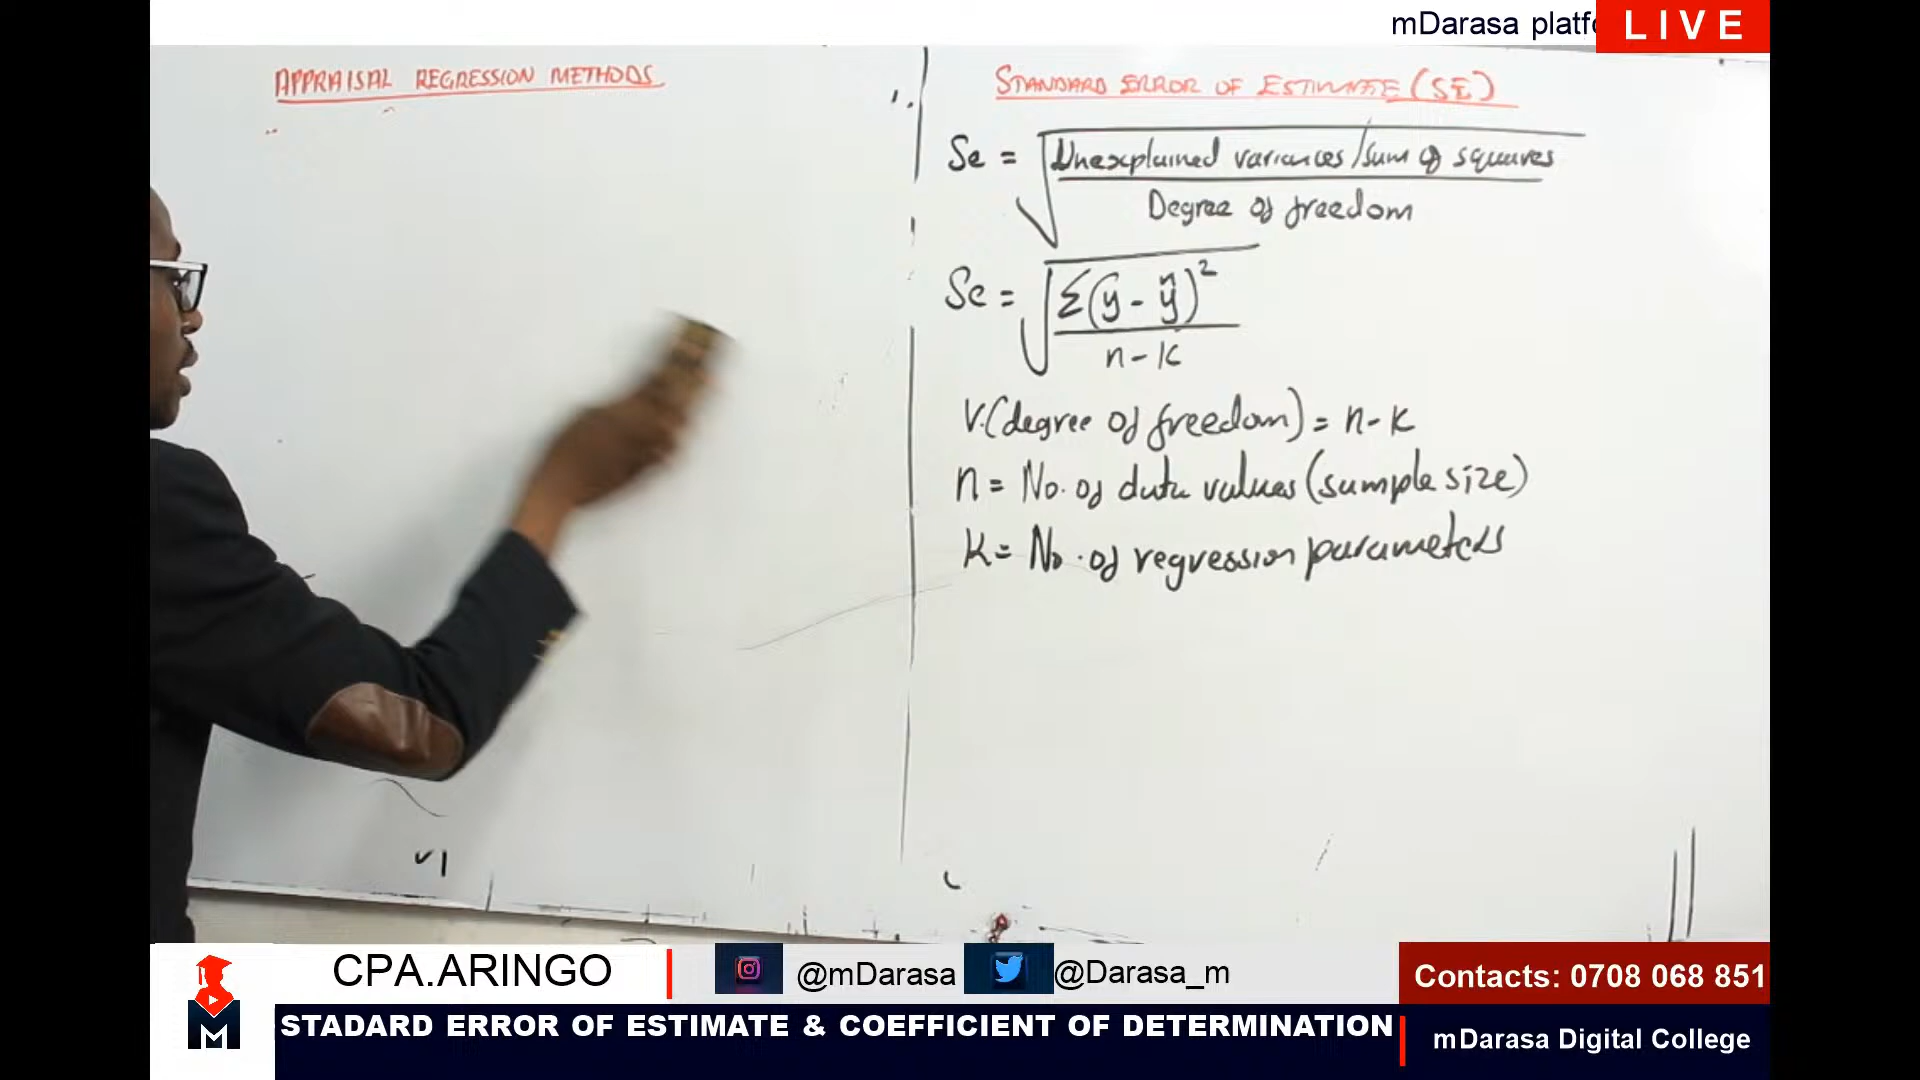 mDarasa platfo
LIVE
APPRAISAL REGRESSION METHODS
STANDARD ERROR OF ESTIMATE (SE)
Se = √Unexplained variances/sum of squares
Degree of freedom
Se = √Σ(y - ŷ)²
n - k
V.(degree of freedom) = n - k
n = No. of data values (sample size)
K = No. of regression parameters
CPA.ARINGO
@mDarasa
@Darasa_m
Contacts: 0708 068 851
M
STADARD ERROR OF ESTIMATE & COEFFICIENT OF DETERMINATION
mDarasa Digital College